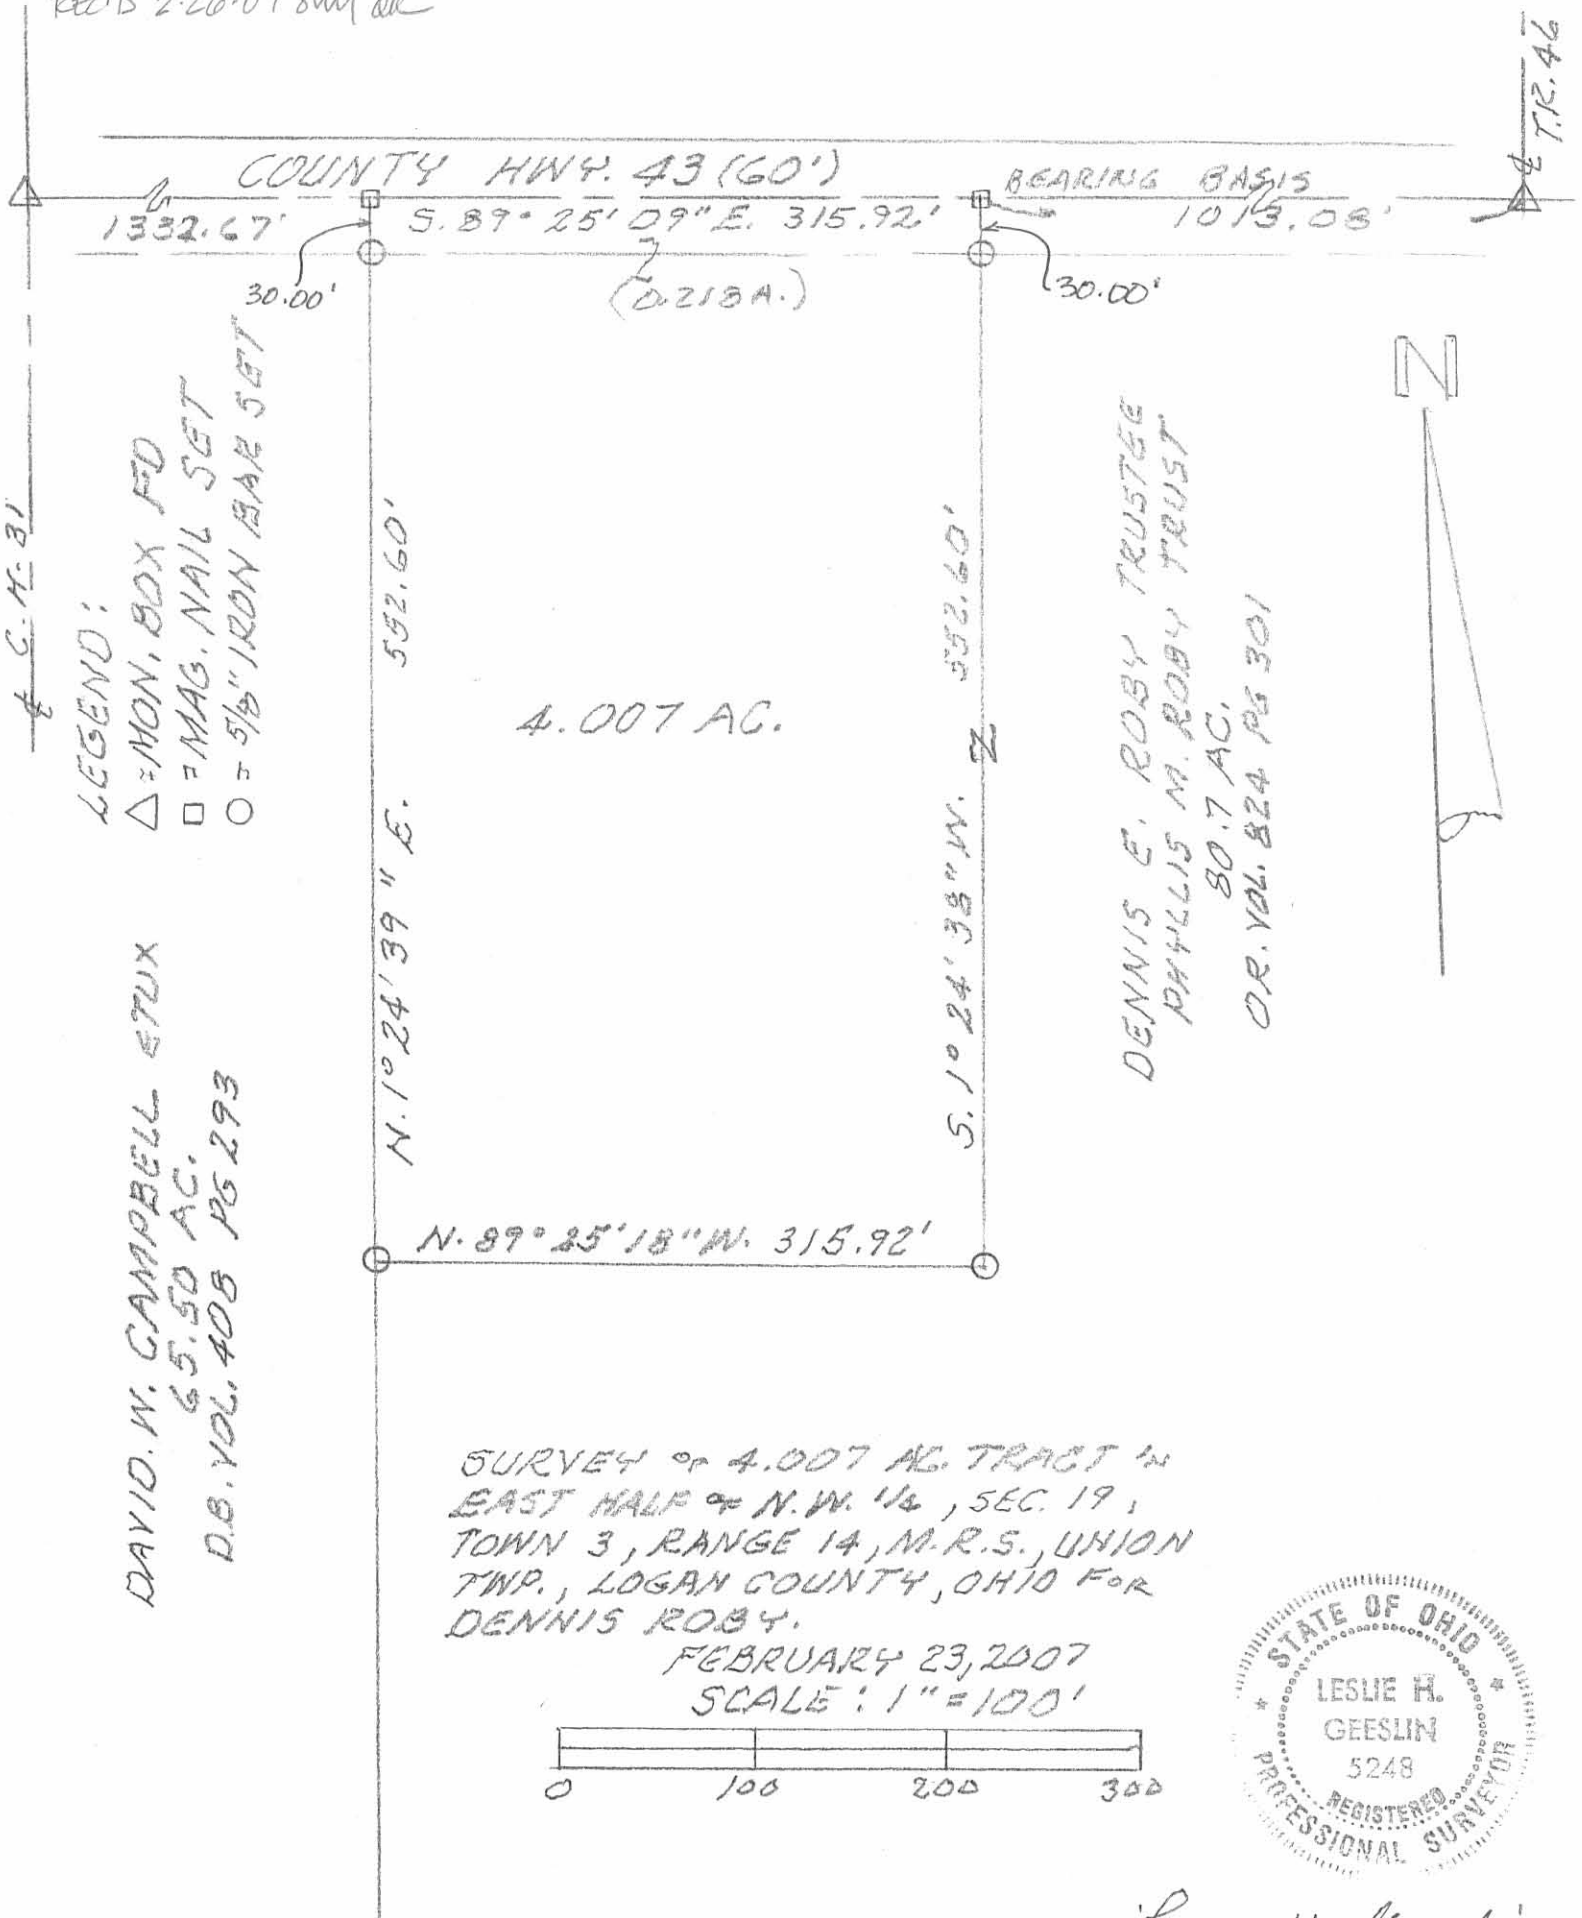 REC'D 2-26-07
T.R. 46
COUNTY HWY. 43 (60')
BEARING BASIS
1332.67'
S. 89° 25' 09" E. 315.92'
1013.08'
30.00'
(0.218 A.)
30.00'
N
C.H. 31
LEGEND:
△ = MON. BOX FD
□ = MAG. NAIL SET
○ = 5/8" IRON BAR SET
N. 1° 24' 39" E. 552.60'
4.007 AC.
S. 1° 24' 38" W. 552.60'
DENNIS E. ROBY TRUSTEE
PHYLLIS M. ROBY TRUST
80.7 AC.
O.R. VOL. 824 PG 301
DAVID. W. CAMPBELL ETUX
65.50 AC.
D.B. VOL. 408 PG 293
N. 89° 25' 18" W. 315.92'
SURVEY OF 4.007 AC. TRACT IN
EAST HALF OF N.W. 1/4, SEC. 19,
TOWN 3, RANGE 14, M.R.S., UNION
TWP., LOGAN COUNTY, OHIO FOR
DENNIS ROBY.
FEBRUARY 23, 2007
SCALE: 1" = 100'
0 100 200 300
STATE OF OHIO
LESLIE H.
GEESLIN
5248
REGISTERED
PROFESSIONAL SURVEYOR